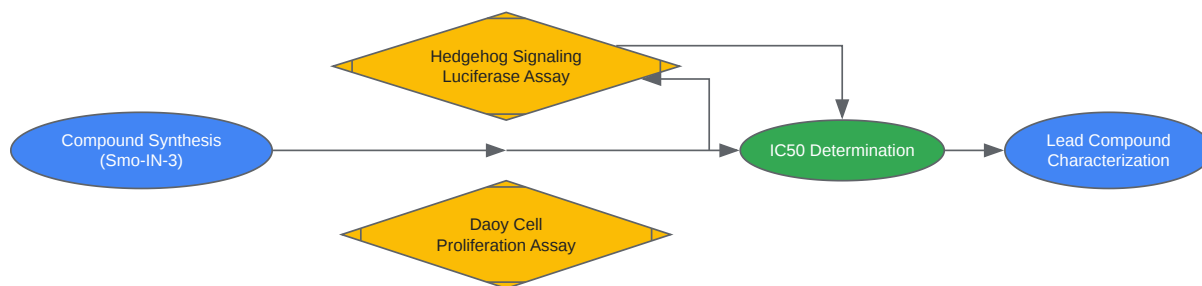 Compound Synthesis
(Smo-IN-3)
Hedgehog Signaling
Luciferase Assay
Daoy Cell
Proliferation Assay
IC50 Determination
Lead Compound
Characterization